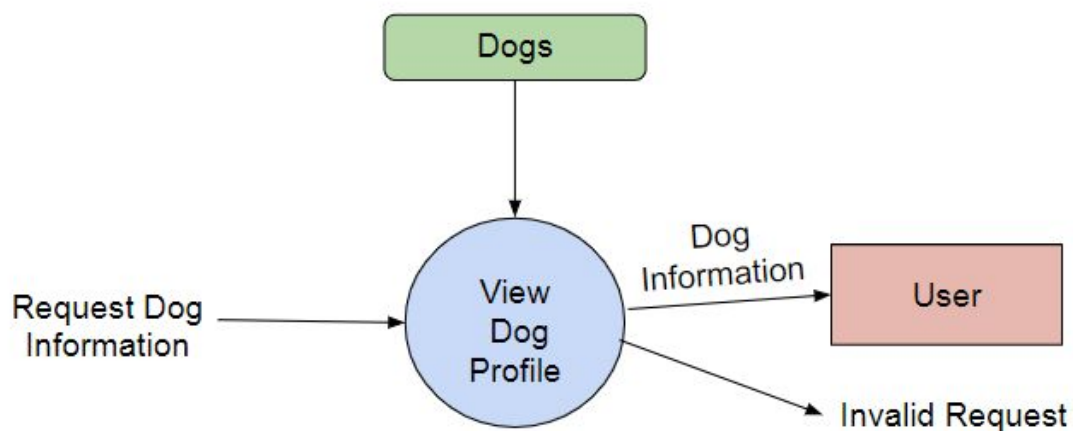 Dogs
Request Dog
Information
View
Dog
Profile
Dog
Information
User
Invalid Request